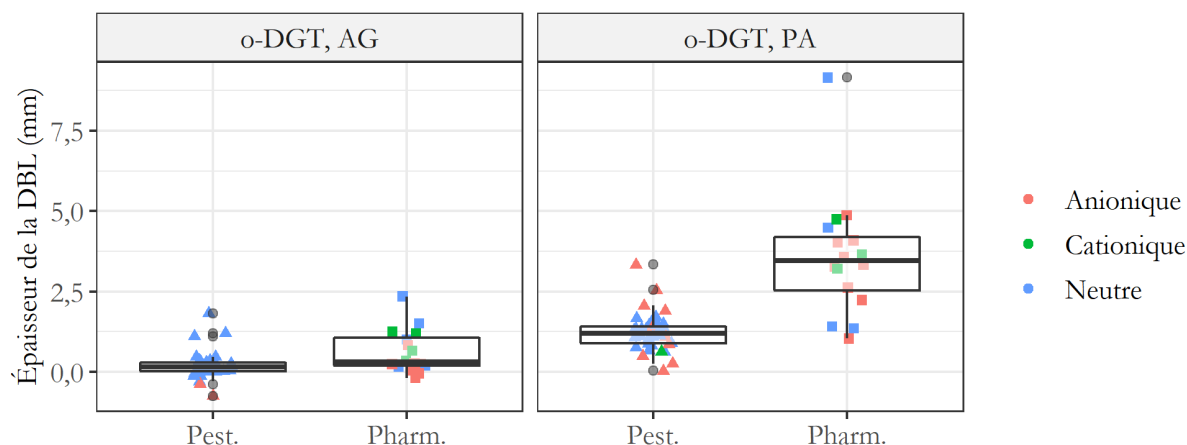 o-DGT, AG
o-DGT, PA
Épaisseur de la DBL (mm)
7,5
5,0
2,5
0,0
Pest.
Pharm.
Pest.
Pharm.
Anionique
Cationique
Neutre